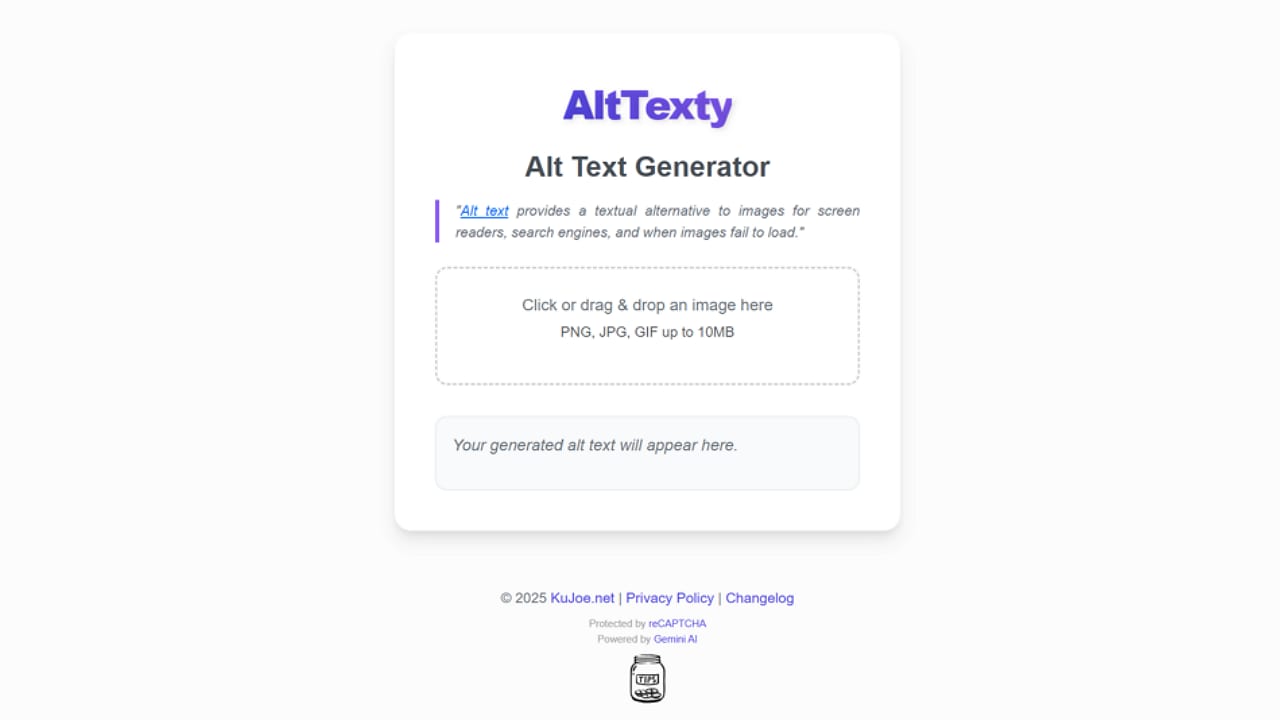 AltTexty
Alt Text Generator
"Alt text provides a textual alternative to images for screen
readers, search engines, and when images fail to load."
Click or drag & drop an image here
PNG, JPG, GIF up to 10MB
Your generated alt text will appear here.
© 2025 KuJoe.net | Privacy Policy | Changelog
Protected by reCAPTCHA
Powered by Gemini AI
TIPS